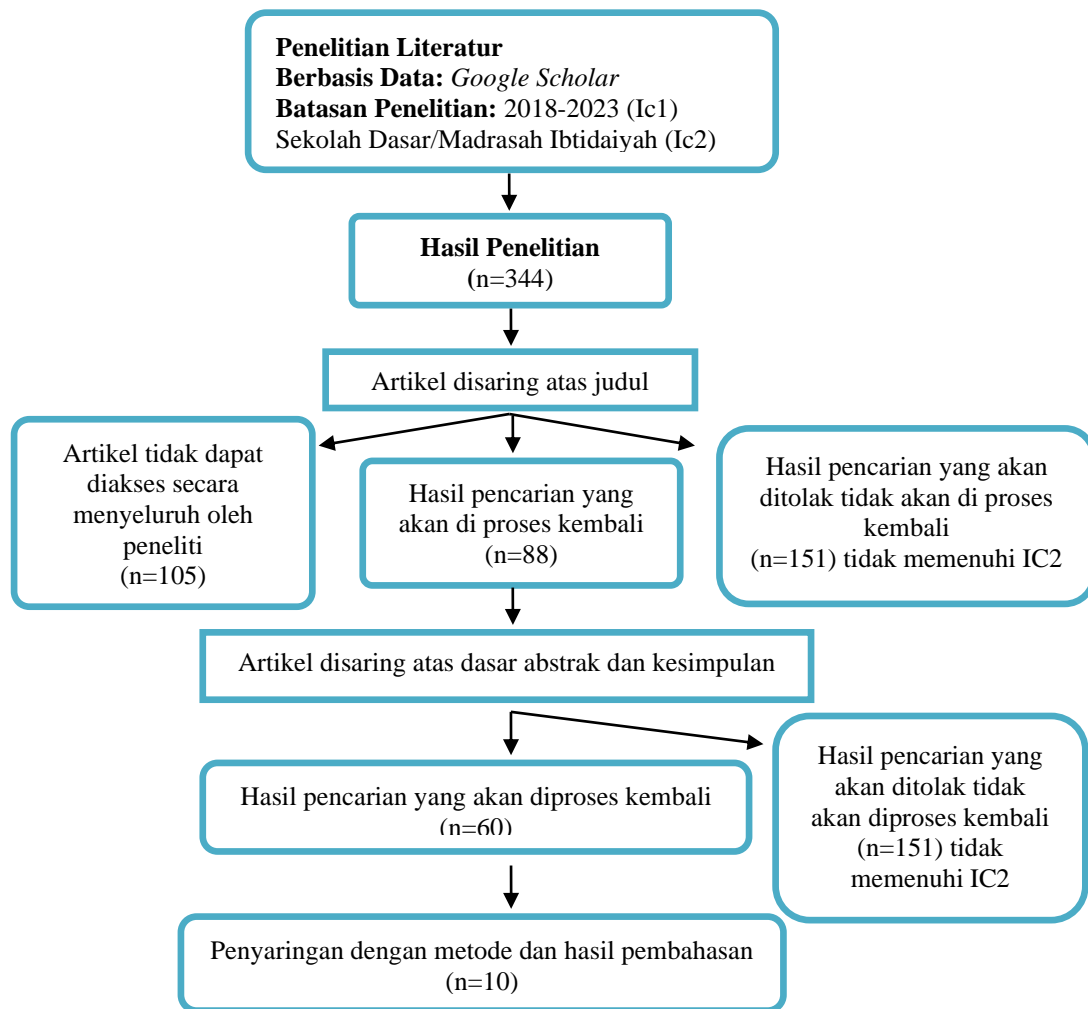 Penelitian Literatur
Berbasis Data: Google Scholar
Batasan Penelitian: 2018-2023 (Ic1)
Sekolah Dasar/Madrasah Ibtidaiyah (Ic2)
Hasil Penelitian
(n=344)
Artikel disaring atas judul
Artikel tidak dapat
diakses secara
menyeluruh oleh
peneliti
(n=105)
Hasil pencarian yang
akan di proses kembali
(n=88)
Hasil pencarian yang akan
ditolak tidak akan di proses
kembali
(n=151) tidak memenuhi IC2
Artikel disaring atas dasar abstrak dan kesimpulan
Hasil pencarian yang akan diproses kembali
(n=60)
Hasil pencarian yang
akan ditolak tidak
akan diproses kembali
(n=151) tidak
memenuhi IC2
Penyaringan dengan metode dan hasil pembahasan
(n=10)